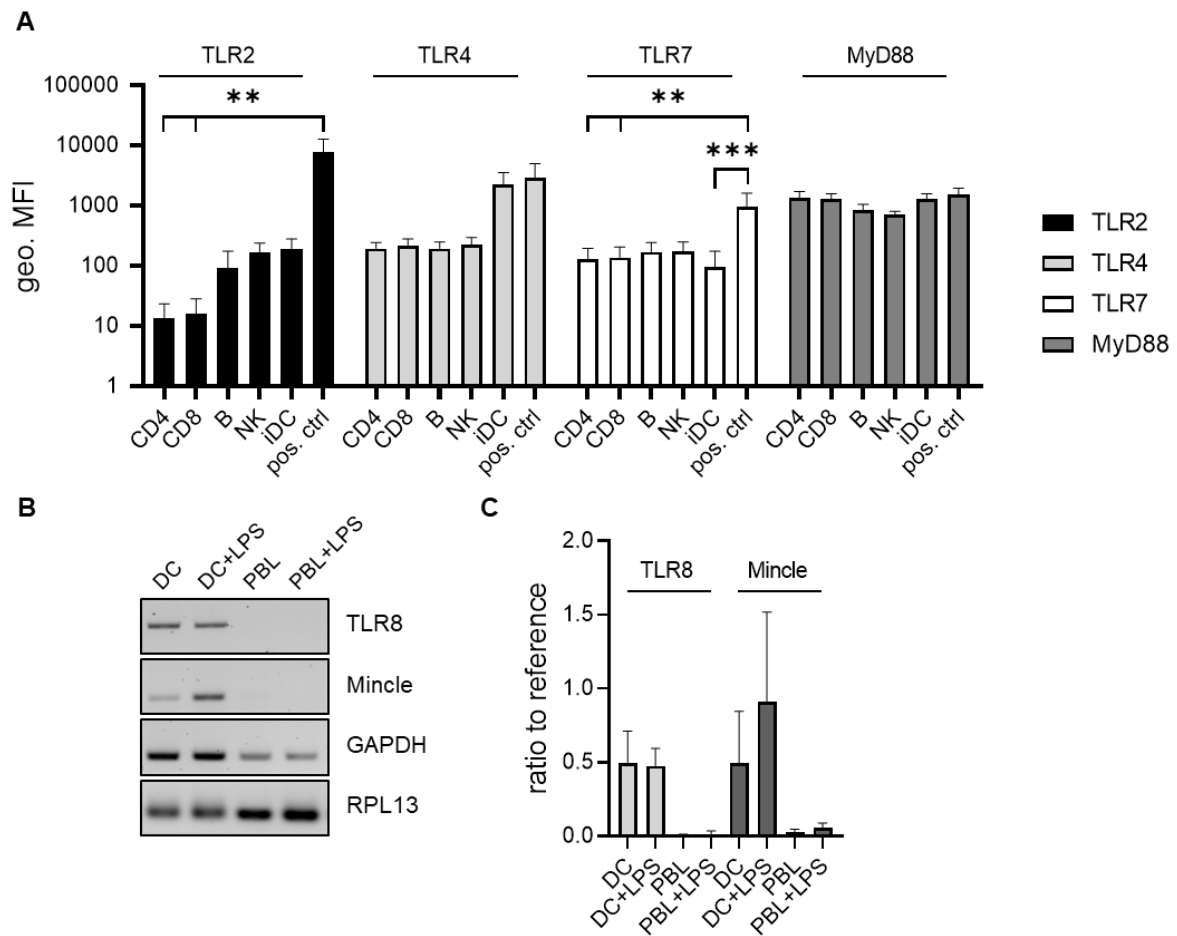 A
TLR2 TLR4 TLR7 MyD88
100000
10000
1000
100
10
1
geo. MFI
** ** ***
CD4 CD8 B NK iDC pos. ctrl CD4 CD8 B NK iDC pos. ctrl CD4 CD8 B NK iDC pos. ctrl CD4 CD8 B NK iDC pos. ctrl
TLR2
TLR4
TLR7
MyD88
B
DC DC+LPS PBL PBL+LPS
TLR8
Mincle
GAPDH
RPL13
C
TLR8 Mincle
2.0
1.5
1.0
0.5
0.0
ratio to reference
DC DC+LPS PBL PBL+LPS DC DC+LPS PBL PBL+LPS